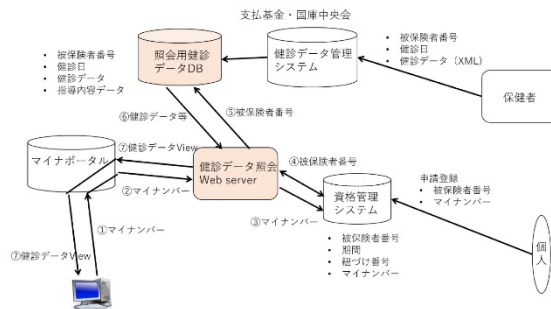 支払基金・国庫中央会
・ 被保険者番号
・ 健診日
・ 健診データ
・ 指導内容データ
照会用健診
データDB
健診データ管理
システム
・ 被保険者番号
・ 健診日
・ 健診データ（XML）
保健者
⑥健診データ等
⑤被保険者番号
⑦健診データView
マイナポータル
②マイナンバー
健診データ照会
Web server
④被保険者番号
③マイナンバー
資格管理
システム
申請登録
・ 被保険者番号
・ マイナンバー
個人
①マイナンバー
⑦健診データView
・ 被保険者番号
・ 期間
・ 紐づけ番号
・ マイナンバー